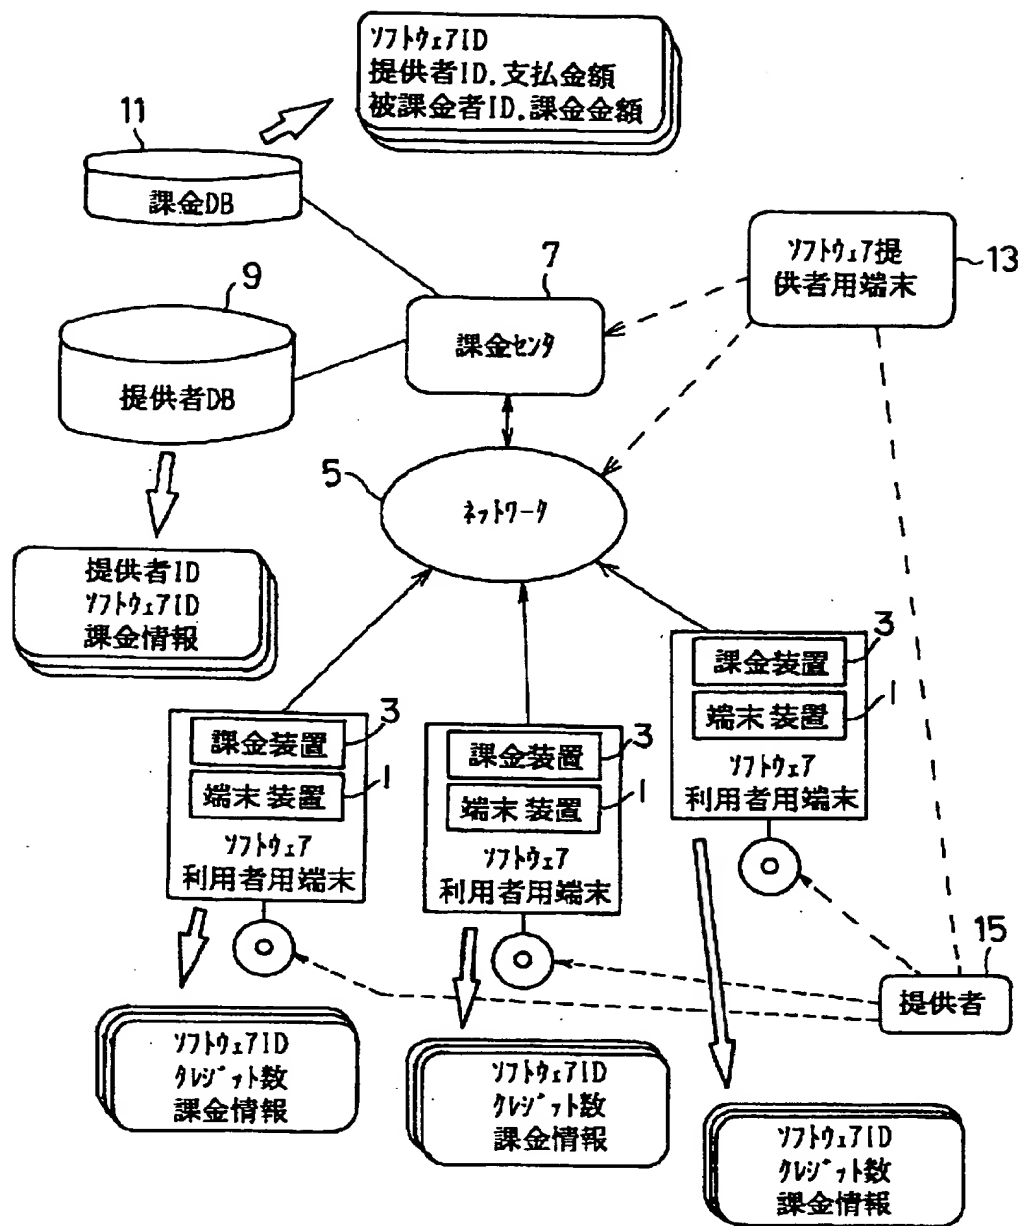 ソフトウェアID
提供者ID.支払金額
被課金者ID.課金金額
11
課金DB
ソフトウェア提
供者用端末
13
7
課金センタ
9
提供者DB
5
ネットワーク
提供者ID
ソフトウェアID
課金情報
課金装置
3
端末装置
1
ソフトウェア
利用者用端末
課金装置
3
端末装置
1
ソフトウェア
利用者用端末
課金装置
3
端末装置
1
ソフトウェア
利用者用端末
15
提供者
ソフトウェアID
クレジット数
課金情報
ソフトウェアID
クレジット数
課金情報
ソフトウェアID
クレジット数
課金情報